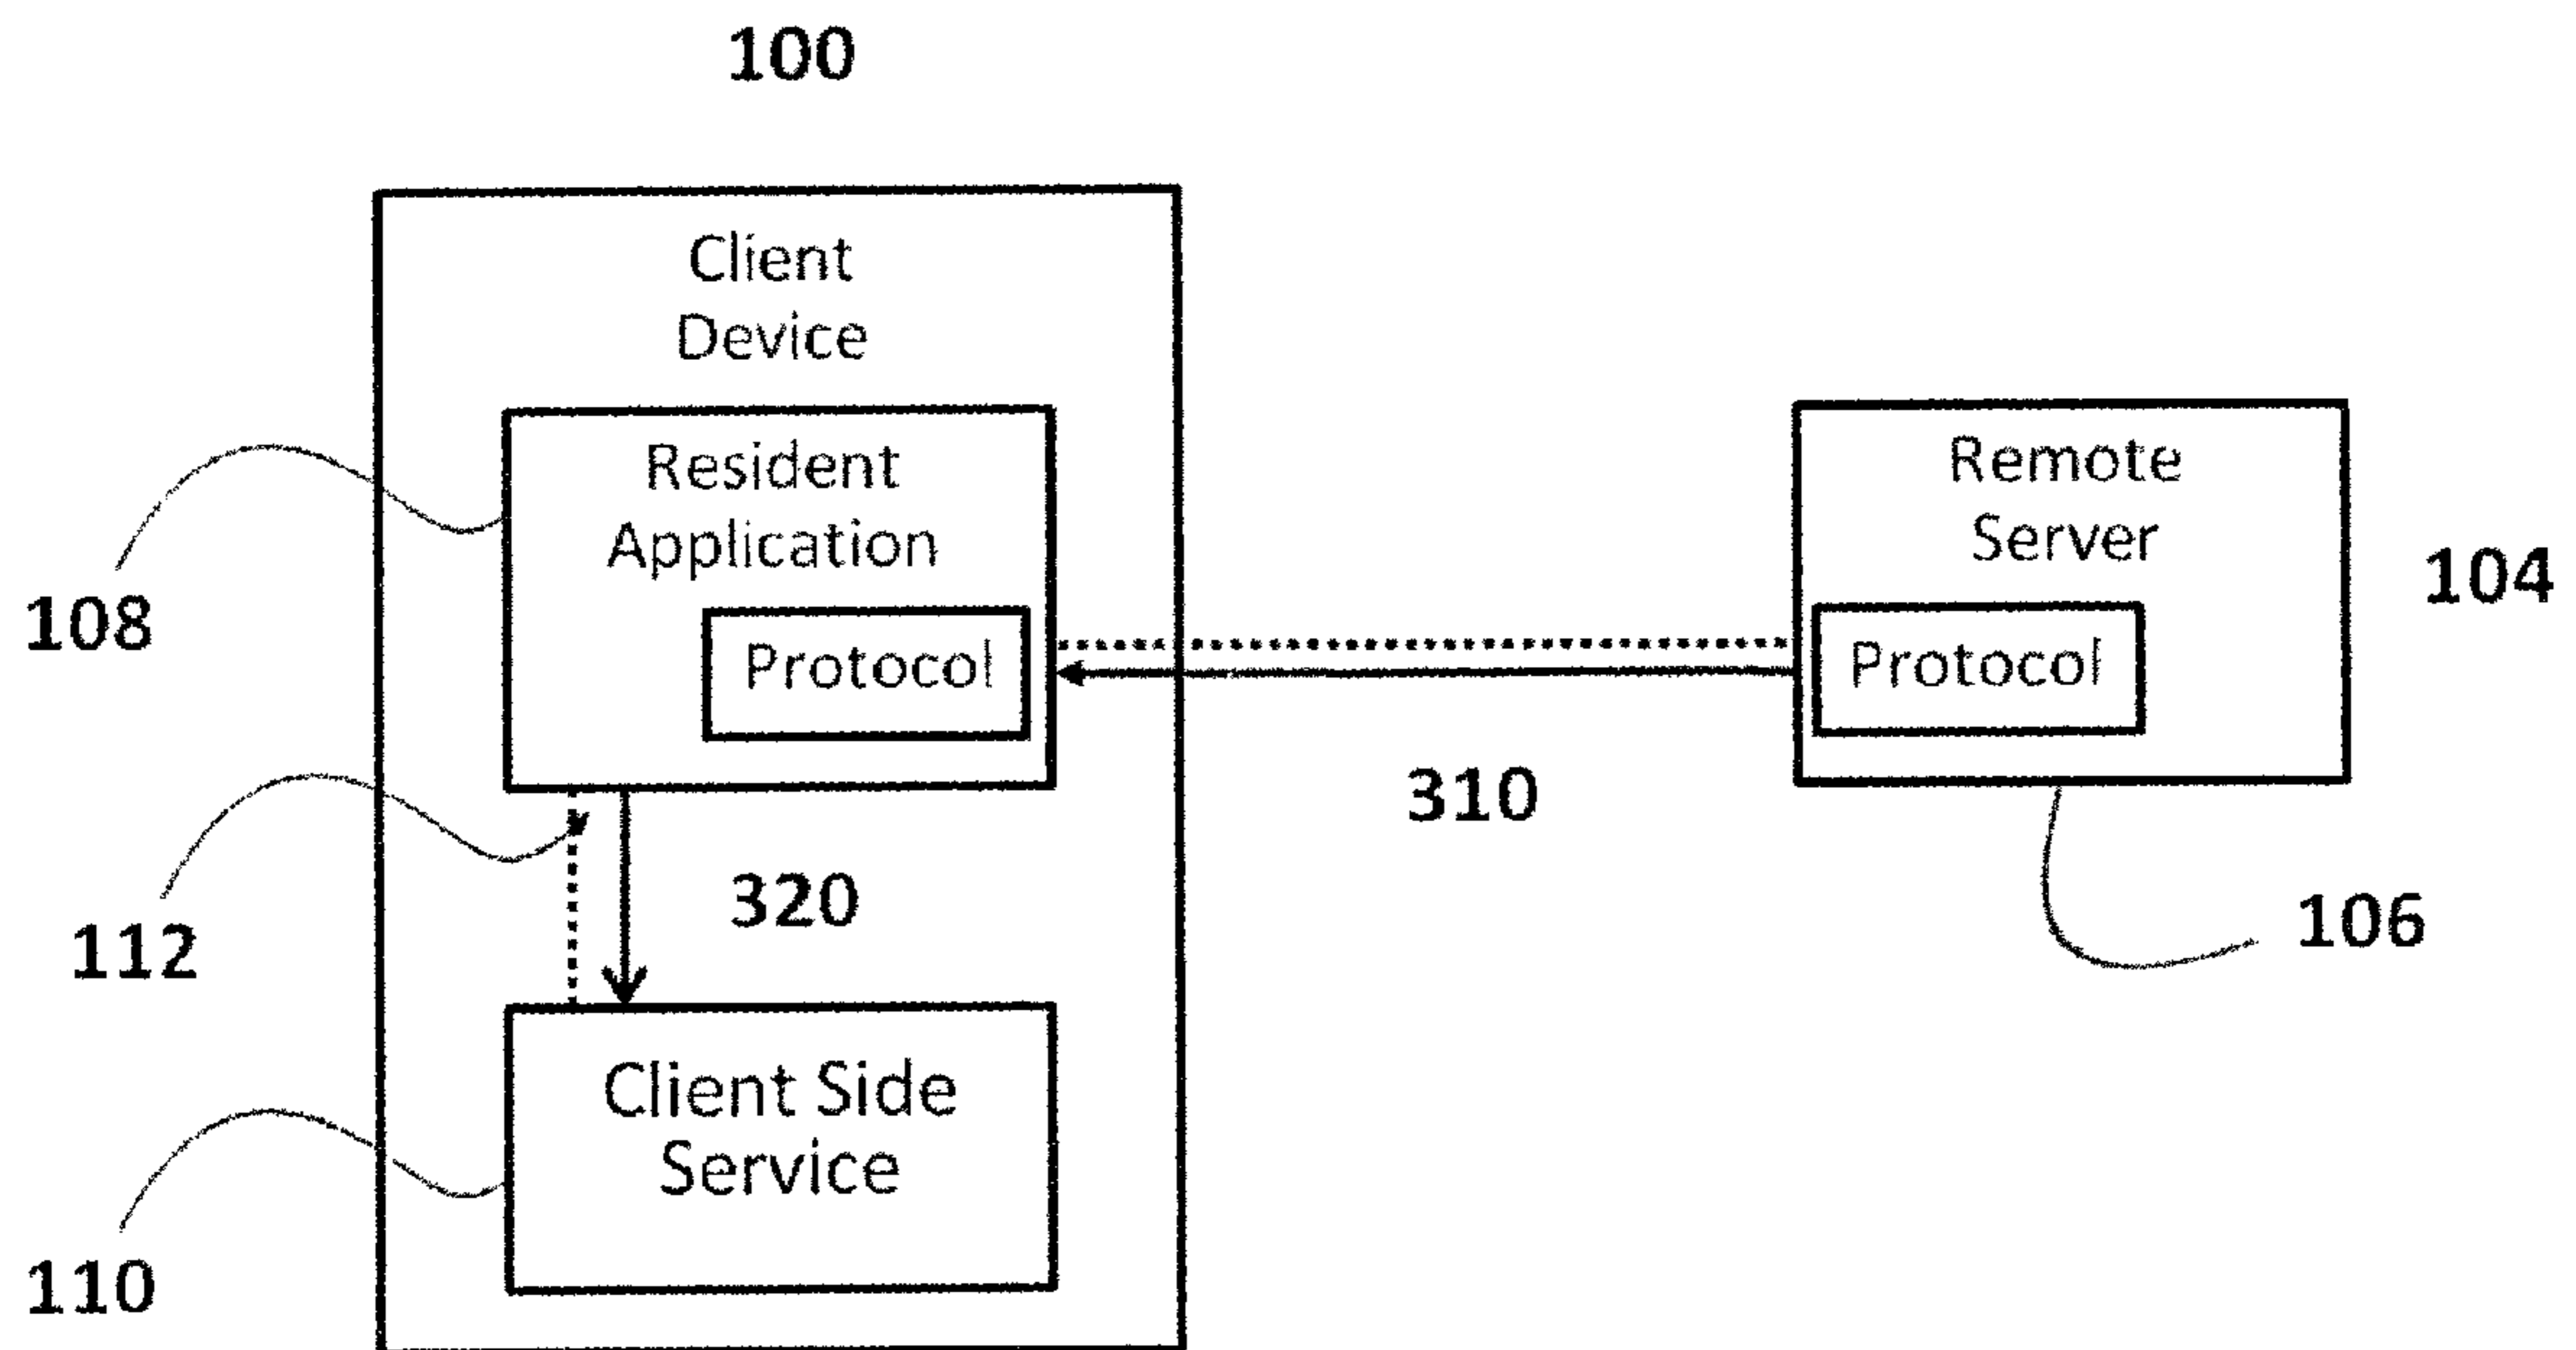 100
Client
Device
Resident
Application
Protocol
108
Remote
Server
Protocol
104
310
112
320
106
Client Side
Service
110